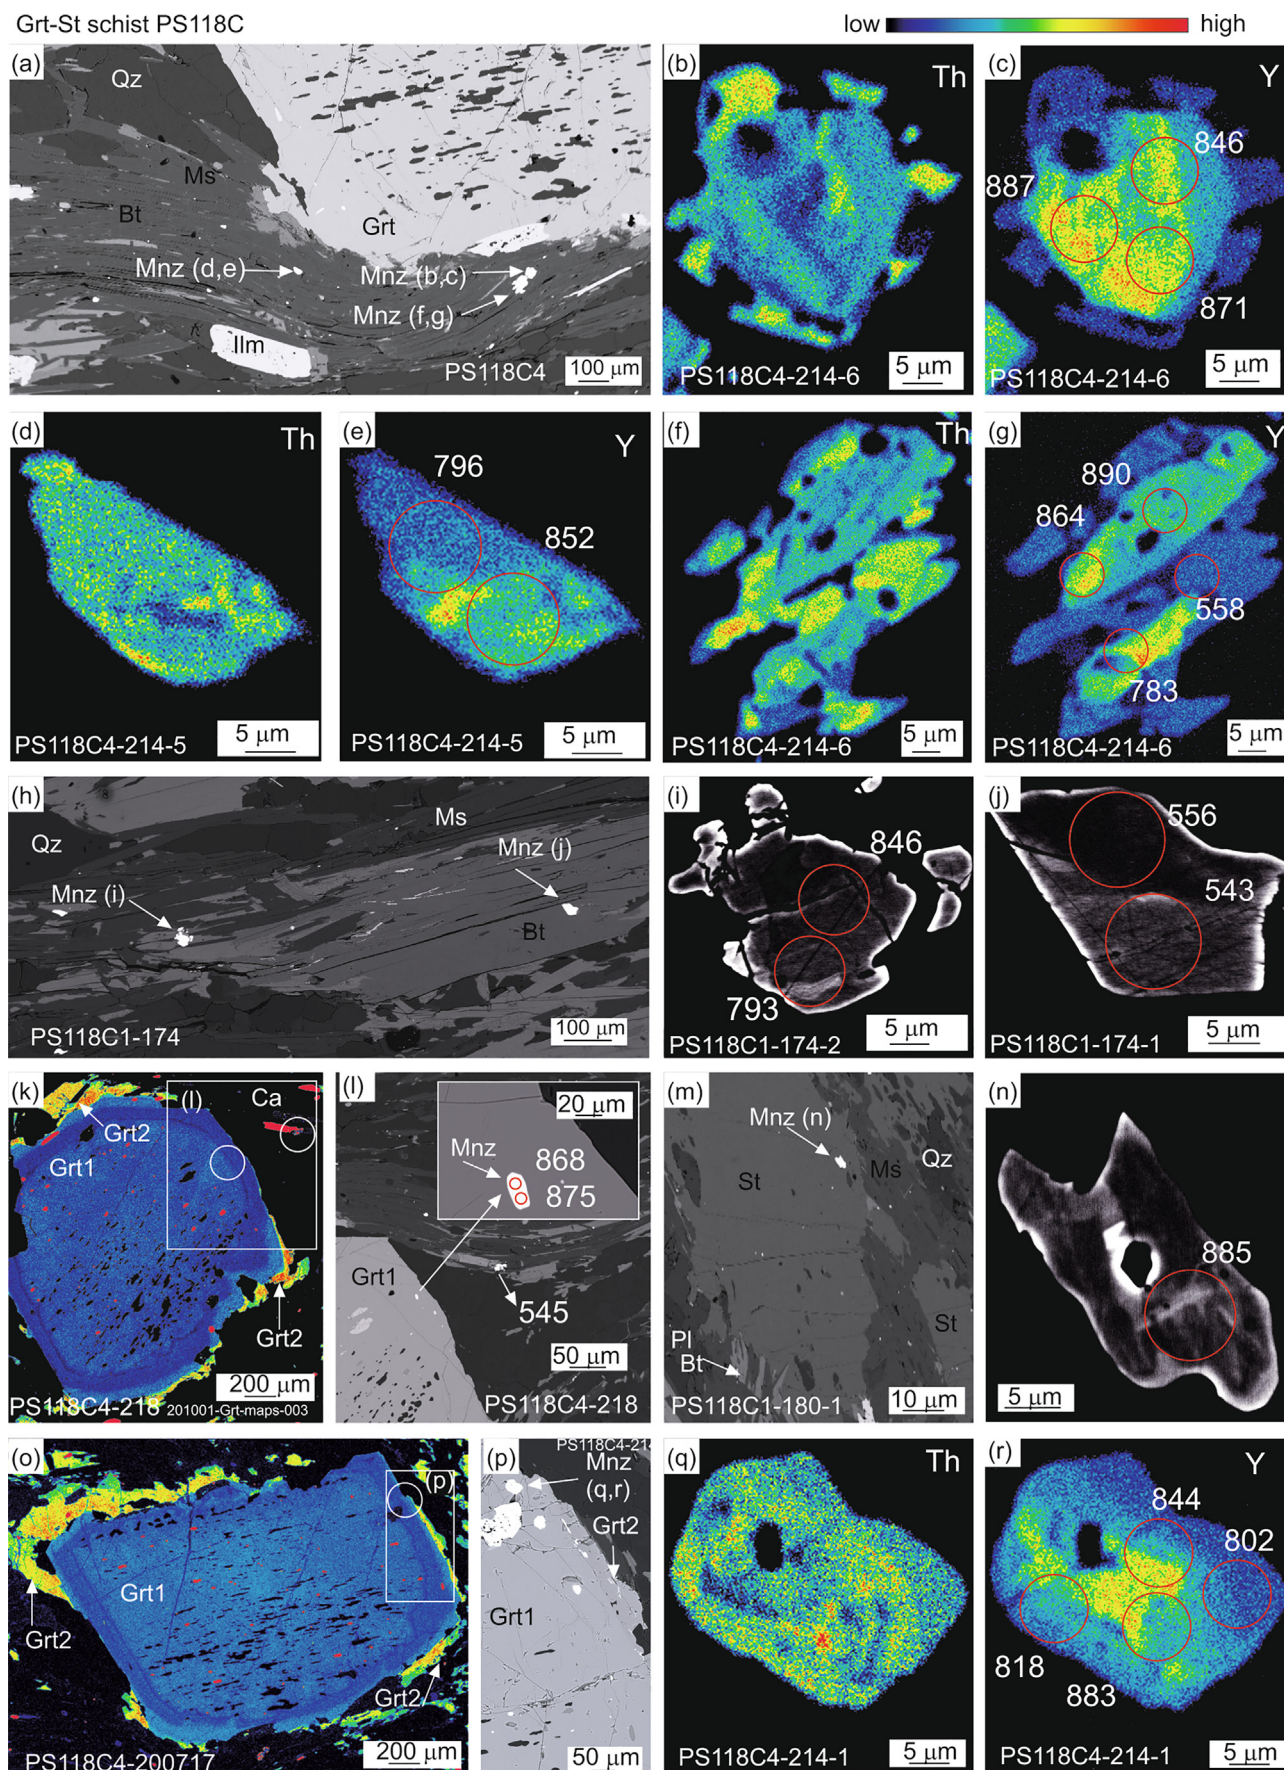 Grt-St schist PS118C
low
high
(a)
Qz
Ms
Bt
Grt
Mnz (d,e)
Mnz (b,c)
Mnz (f,g)
Ilm
PS118C4
100 μm
(b)
Th
PS118C4-214-6
5 μm
(c)
Y
846
887
871
PS118C4-214-6
5 μm
(d)
Th
PS118C4-214-5
5 μm
(e)
Y
796
852
PS118C4-214-5
5 μm
(f)
Th
PS118C4-214-6
5 μm
(g)
Y
890
864
558
783
PS118C4-214-6
5 μm
(h)
Qz
Ms
Mnz (j)
Mnz (i)
Bt
PS118C1-174
100 μm
(i)
846
793
5 μm
PS118C1-174-2
(j)
556
543
5 μm
PS118C1-174-1
(k)
(l)
Ca
Grt2
Grt1
Grt2
200 μm
PS118C4-218
201001-Grt-maps-003
(l)
20 μm
Mnz
868
875
Grt1
545
50 μm
PS118C4-218
(m)
Mnz (n)
St
Ms
Qz
St
Pl
Bt
PS118C1-180-1
10 μm
(n)
885
5 μm
(o)
(p)
Grt1
Grt2
Grt2
PS118C4-200717
200 μm
(p)
PS118C4-214
Mnz
(q,r)
Grt2
Grt1
50 μm
(q)
Th
PS118C4-214-1
5 μm
(r)
Y
844
802
818
883
PS118C4-214-1
5 μm